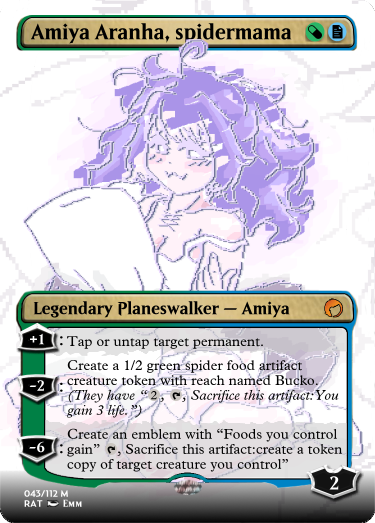 Amiya Aranha, spidermama
Legendary Planeswalker — Amiya
+1 : Tap or untap target permanent.
Create a 1/2 green spider food artifact
-2 : creature token with reach named Bucko.
(They have “ 2 , , Sacrifice this artifact:You
gain 3 life.”)
Create an emblem with “Foods you control
-6 : gain” , Sacrifice this artifact:create a token
copy of target creature you control”
2
043/112 M
RAT Emm